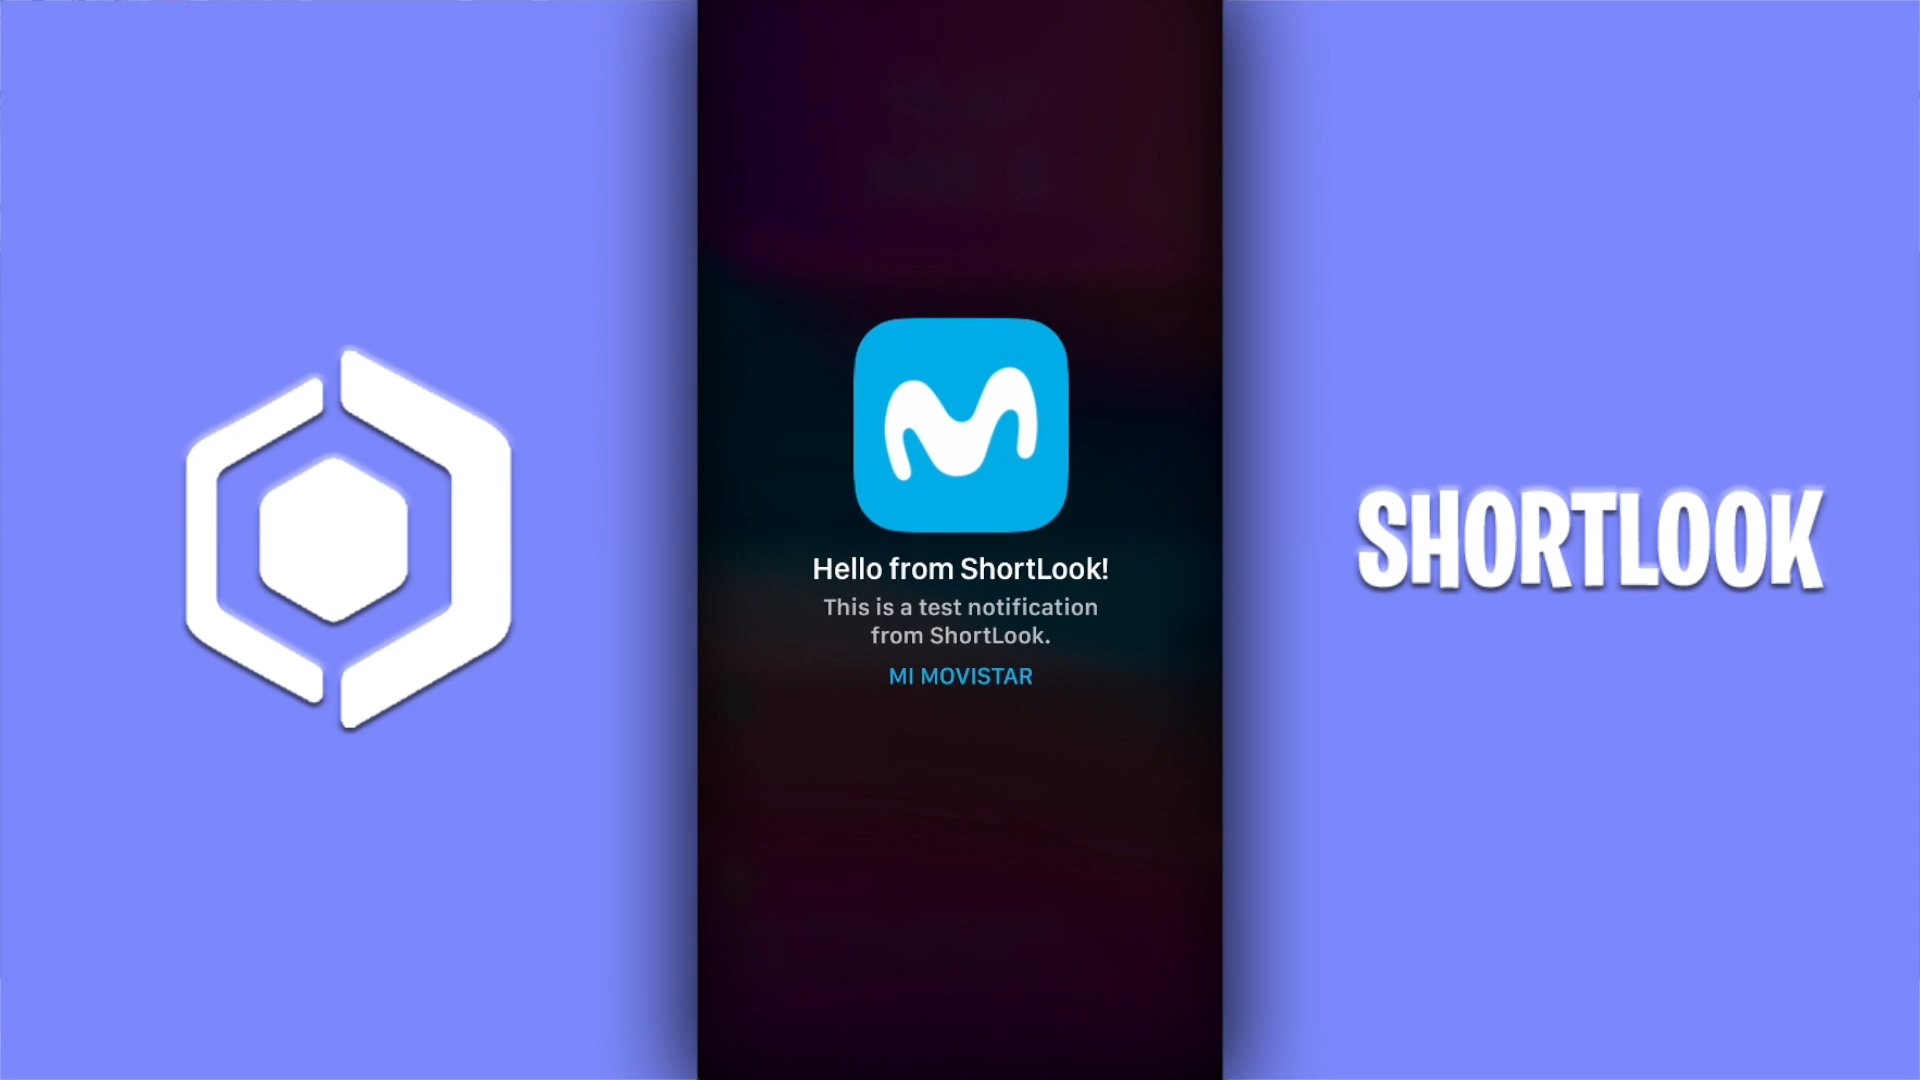 Hello from ShortLook!
This is a test notification
from ShortLook.
MI MOVISTAR
SHORTLOOK